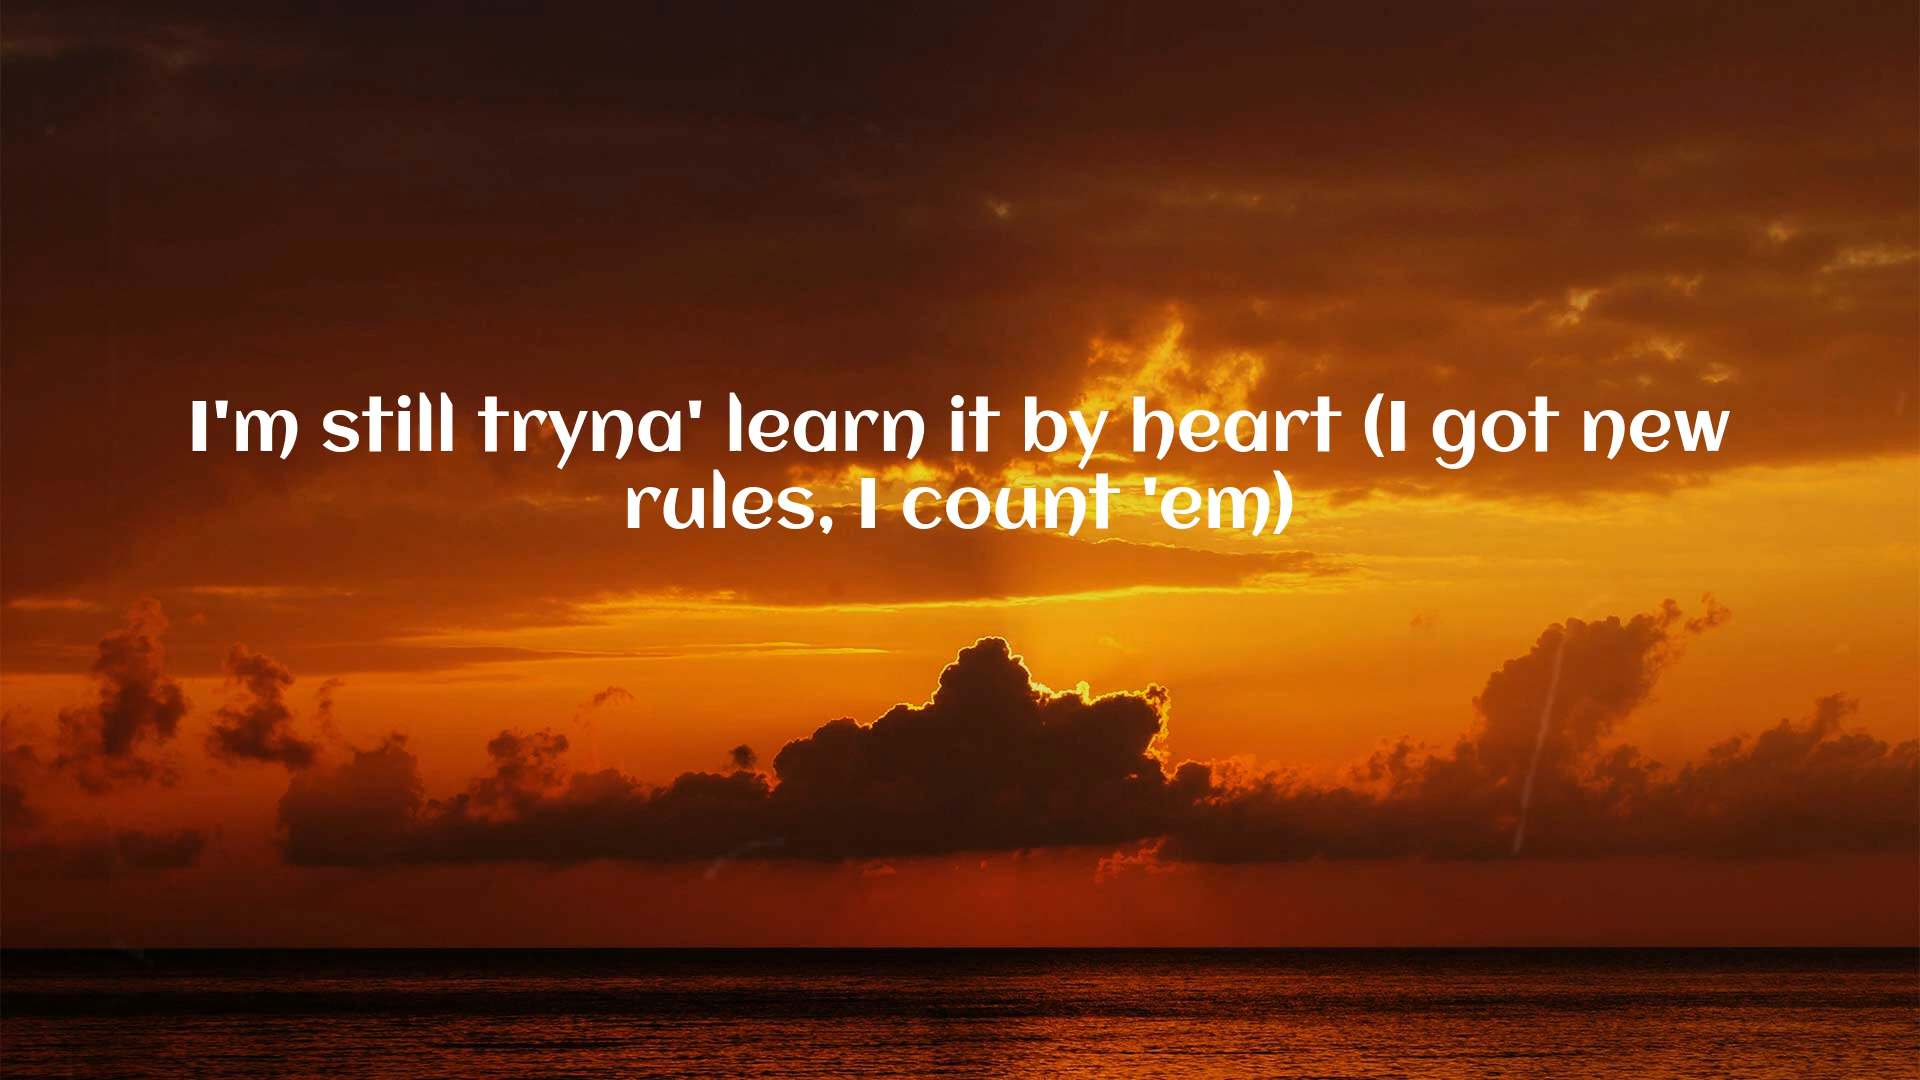 I'm still tryna' learn it by heart (I got new
rules, I count 'em)